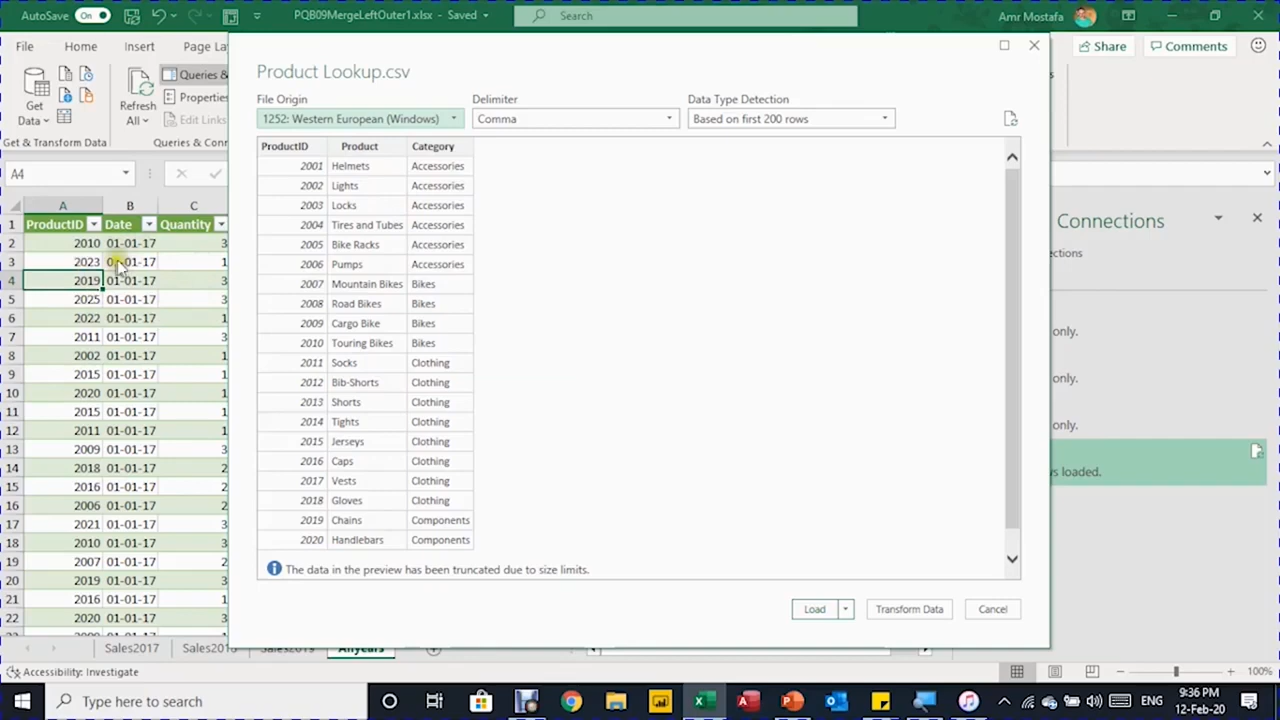 AutoSave On PQB09MergeLeftOuter1.xlsx - Saved Search Amr Mostafa
File Home Insert Page La
Share Comments
Get Data
Refresh All
Queries &
Properties
Edit Links
Get & Transform Data Queries & Conn
A4
Product Lookup.csv
File Origin Delimiter Data Type Detection
1252: Western European (Windows) Comma Based on first 200 rows
ProductID Product Category
2001 Helmets Accessories
2002 Lights Accessories
2003 Locks Accessories
2004 Tires and Tubes Accessories
2005 Bike Racks Accessories
2006 Pumps Accessories
2007 Mountain Bikes Bikes
2008 Road Bikes Bikes
2009 Cargo Bike Bikes
2010 Touring Bikes Bikes
2011 Socks Clothing
2012 Bib-Shorts Clothing
2013 Shorts Clothing
2014 Tights Clothing
2015 Jerseys Clothing
2016 Caps Clothing
2017 Vests Clothing
2018 Gloves Clothing
2019 Chains Components
2020 Handlebars Components
The data in the preview has been truncated due to size limits.
Load Transform Data Cancel
A B C
1 ProductID Date Quantity
2 2010 01-01-17 3
3 2023 01-01-17 1
4 2019 01-01-17 3
5 2025 01-01-17 3
6 2022 01-01-17 1
7 2011 01-01-17 3
8 2002 01-01-17 1
9 2015 01-01-17 1
10 2020 01-01-17 1
11 2015 01-01-17 1
12 2011 01-01-17 1
13 2009 01-01-17 3
14 2018 01-01-17 2
15 2016 01-01-17 2
16 2006 01-01-17 2
17 2021 01-01-17 3
18 2010 01-01-17 3
19 2007 01-01-17 2
20 2019 01-01-17 3
21 2016 01-01-17 1
22 2020 01-01-17 3
Connections
nections
only.
only.
only.
s loaded.
Sales2017 Sales201 Sales2019 Allyears
Accessibility: Investigate 100%
Type here to search ENG 9:36 PM
12-Feb-20